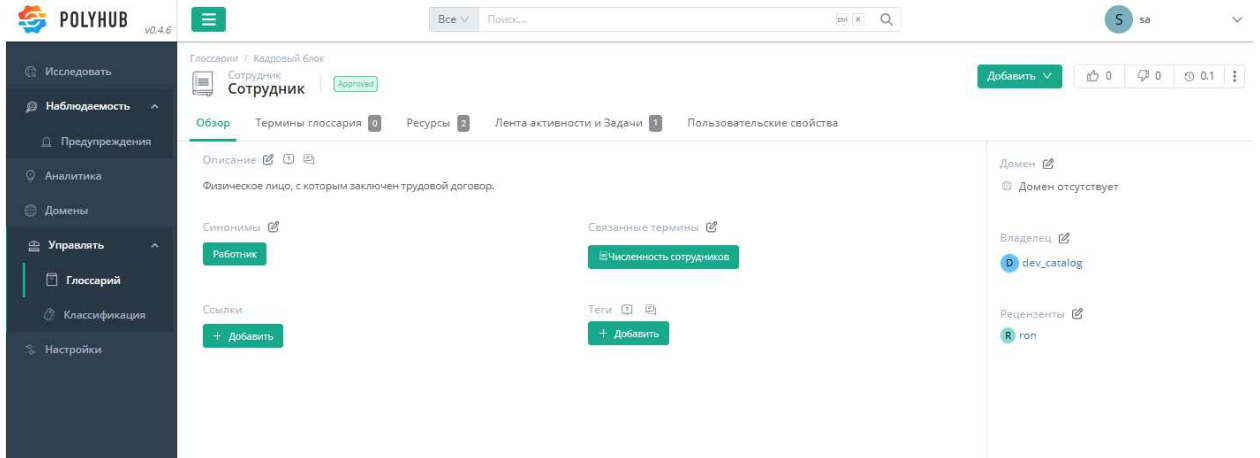 POLYHUB v0.4.6
Все Поиск... ctrl K
S sa
Исследовать
Наблюдаемость
Предупреждения
Аналитика
Домены
Управлять
Глоссарий
Классификация
Настройки
Глоссарии / Кадровый блок
Сотрудник
Сотрудник Approved
Добавить 0 0 0.1
Обзор Термины глоссария 0 Ресурсы 2 Лента активности и Задачи 1 Пользовательские свойства
Описание
Физическое лицо, с которым заключен трудовой договор.
Синонимы
Работник
Связанные термины
Численность сотрудников
Ссылки
+ Добавить
Теги
+ Добавить
Домен
Домен отсутствует
Владелец
D dev_catalog
Рецензенты
R ron